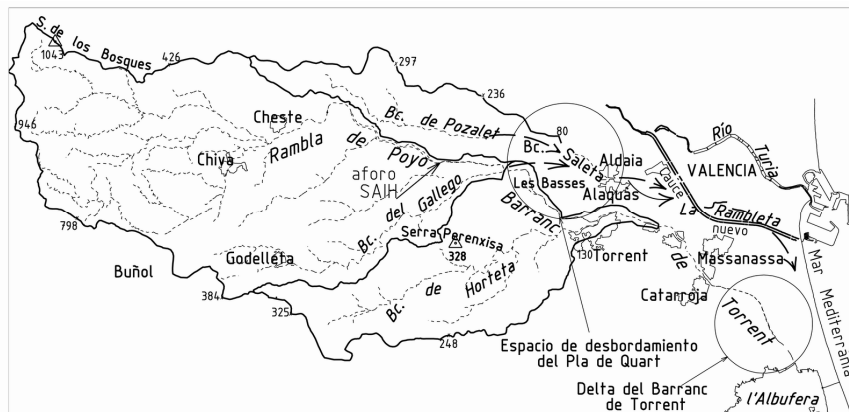 S. de los Bosques
1043
426
297
236
946
Cheste
Bc. de Pozalet
80
Bc.
Saleta
Aldaia
Río
Turia
VALENCIA
Rambla de Poyo
Chiva
aforo
SAIH
Les Basses
Alaquas
Cauce
nuevo
La Rambleta
Bc. del Gallego
Barranc
de
Torrent
798
Buñol
Godelleta
Serra Perenxisa
328
130
Torrent
Massanassa
Mar Mediterrania
384
325
Bc. de Horteta
Catarroja
248
Espacio de desbordamiento
del Pla de Quart
Delta del Barranc
de Torrent
l'Albufera